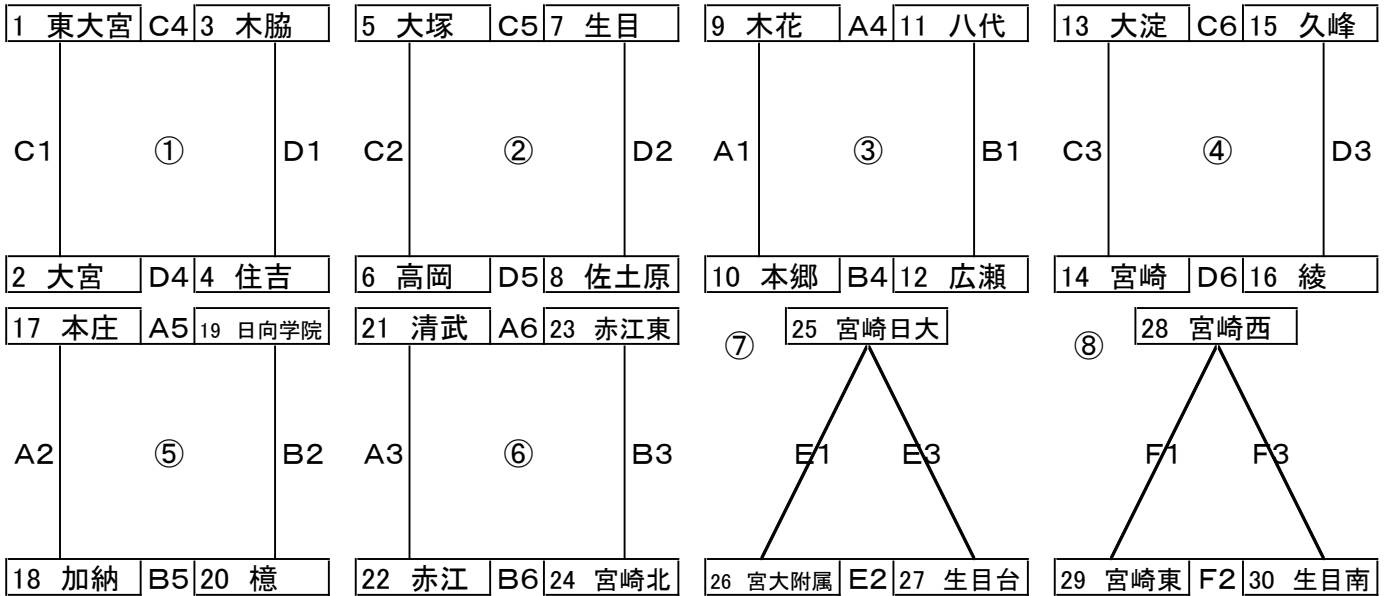 1 東大宮 C4 3 木脇 5 大塚 C5 7 生目 9 木花 A4 11 八代 13 大淀 C6 15 久峰
C1 ① D1 C2 ② D2 A1 ③ B1 C3 ④ D3
2 大宮 D4 4 住吉 6 高岡 D5 8 佐土原 10 本郷 B4 12 広瀬 14 宮崎 D6 16 綾
17 本庄 A5 19 日向学院 21 清武 A6 23 赤江東 ⑦ 25 宮崎日大 ⑧ 28 宮崎西
A2 ⑤ B2 A3 ⑥ B3 E1 E3 F1 F3
18 加納 B5 20 檍 22 赤江 B6 24 宮崎北 26 宮大附属 E2 27 生目台 29 宮崎東 F2 30 生目南